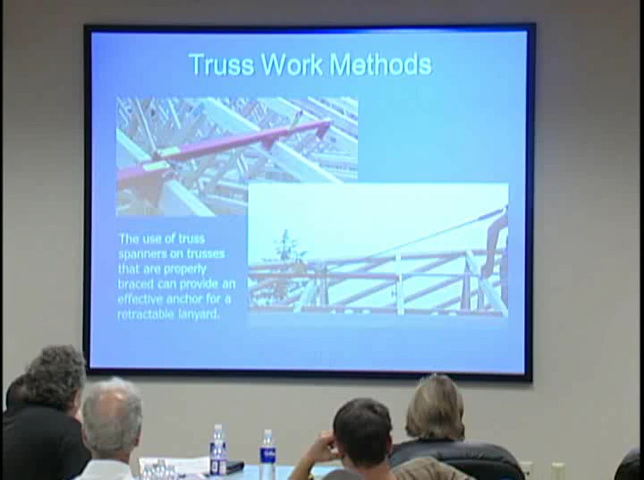 Truss Work Methods
The use of truss
spanners on trusses
that are properly
braced can provide an
effective anchor for a
retractable lanyard.